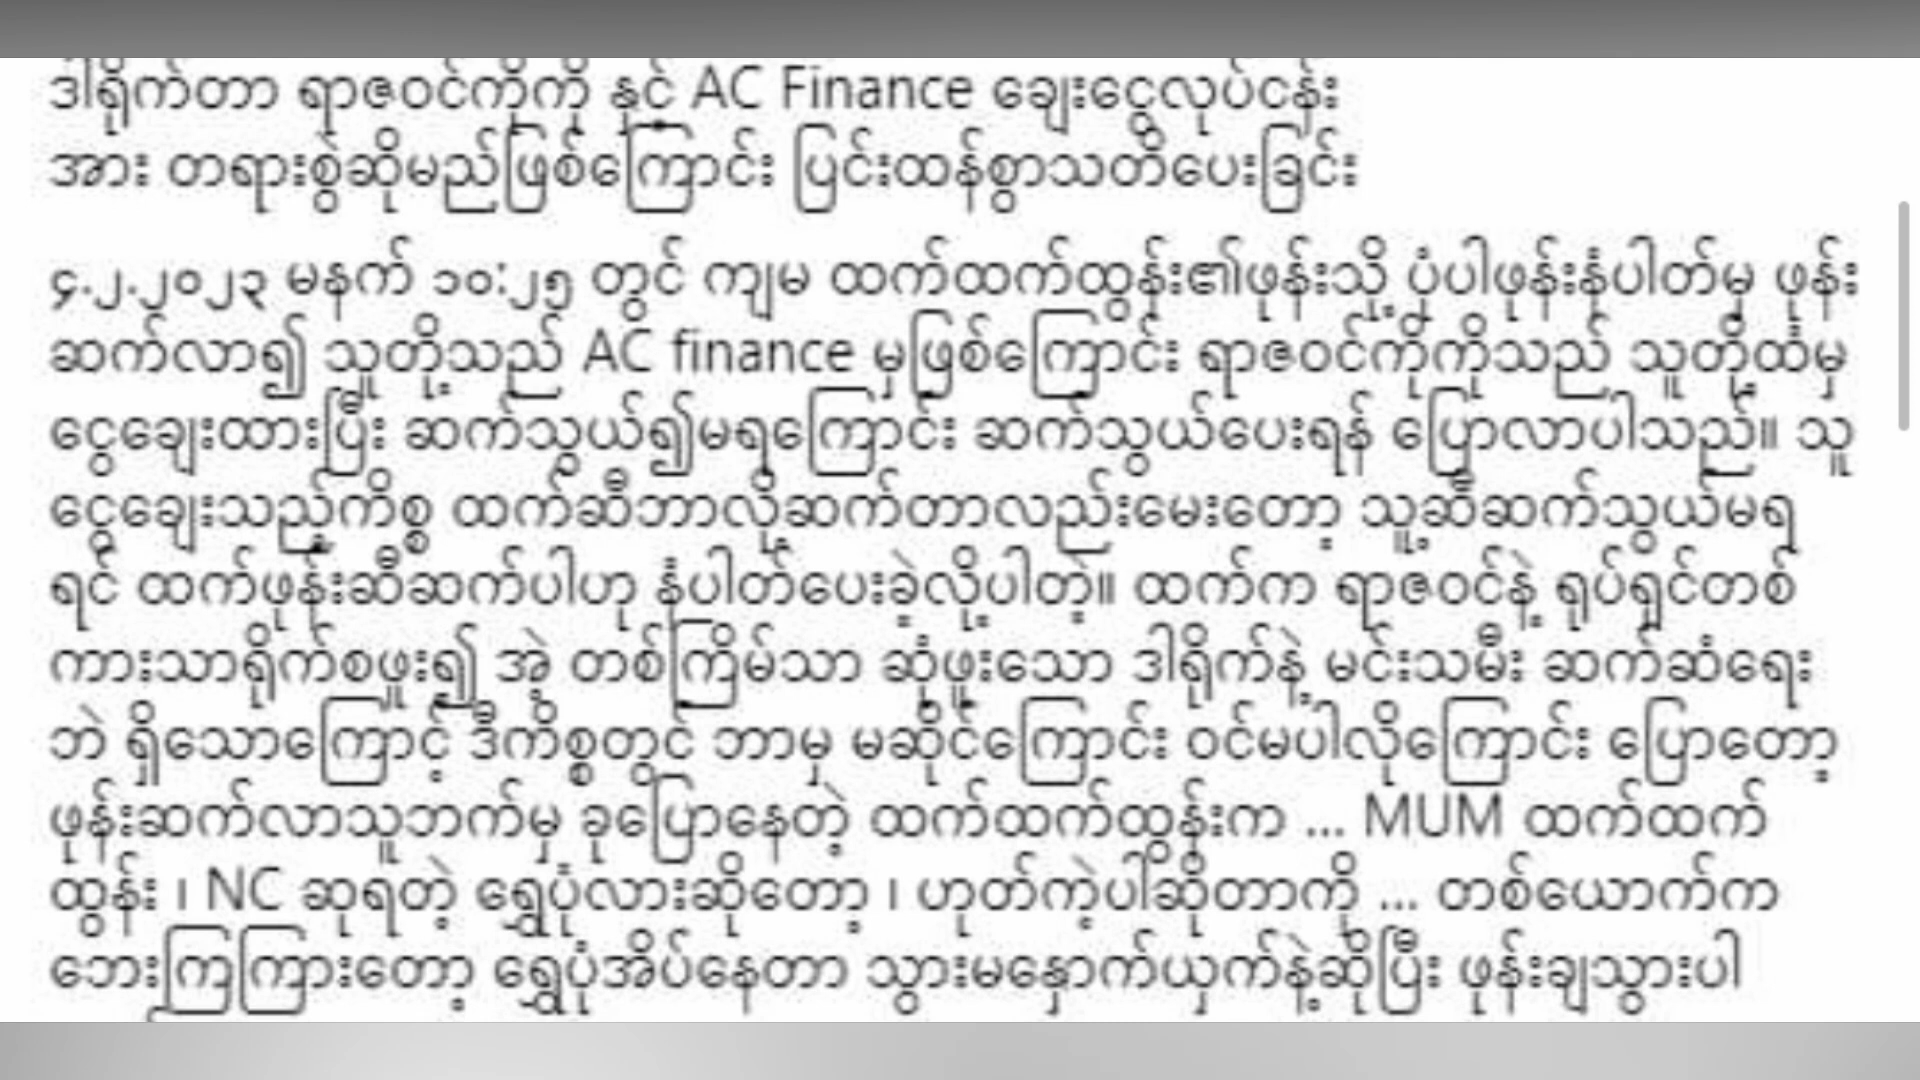 ဒါရိုက်တာ ရာဇဝင်ကိုကို နှင့် AC Finance ချေးငွေလုပ်ငန်း
အား တရားစွဲဆိုမည်ဖြစ်ကြောင်း ပြင်းထန်စွာသတိပေးခြင်း
၄.၂.၂၀၂၃ မနက် ၁၀:၂၅ တွင် ကျမ ထက်ထက်ထွန်း၏ဖုန်းသို့ ပုံပါဖုန်းနံပါတ်မှ ဖုန်း
ဆက်လာ၍ သူတို့သည် AC finance မှဖြစ်ကြောင်း ရာဇဝင်ကိုကိုသည် သူတို့ထံမှ
ငွေချေးထားပြီး ဆက်သွယ်၍မရကြောင်း ဆက်သွယ်ပေးရန် ပြောလာပါသည်။ သူ
ငွေချေးသည့်ကိစ္စ ထက်ဆီဘာလို့ဆက်တာလည်းမေးတော့ သူ့ဆီဆက်သွယ်မရ
ရင် ထက်ဖုန်းဆီဆက်ပါဟု နံပါတ်ပေးခဲ့လို့ပါတဲ့။ ထက်က ရာဇဝင်နဲ့ ရုပ်ရှင်တစ်
ကားသာရိုက်စဖူး၍ အဲ့ တစ်ကြိမ်သာ ဆုံဖူးသော ဒါရိုက်နဲ့ မင်းသမီး ဆက်ဆံရေး
ဘဲ ရှိသောကြောင့် ဒီကိစ္စတွင် ဘာမှ မဆိုင်ကြောင်း ဝင်မပါလိုကြောင်း ပြောတော့
ဖုန်းဆက်လာသူဘက်မှ ခုပြောနေတဲ့ ထက်ထက်ထွန်းက ... MUM ထက်ထက်
ထွန်း ၊ NC ဆုရတဲ့ ရွှေပုံလားဆိုတော့ ၊ ဟုတ်ကဲ့ပါဆိုတာကို ... တစ်ယောက်က
ဘေးကြကြားတော့ ရွှေပုံအိပ်နေတာ သွားမနှောက်ယှက်နဲ့ဆိုပြီး ဖုန်းချသွားပါ